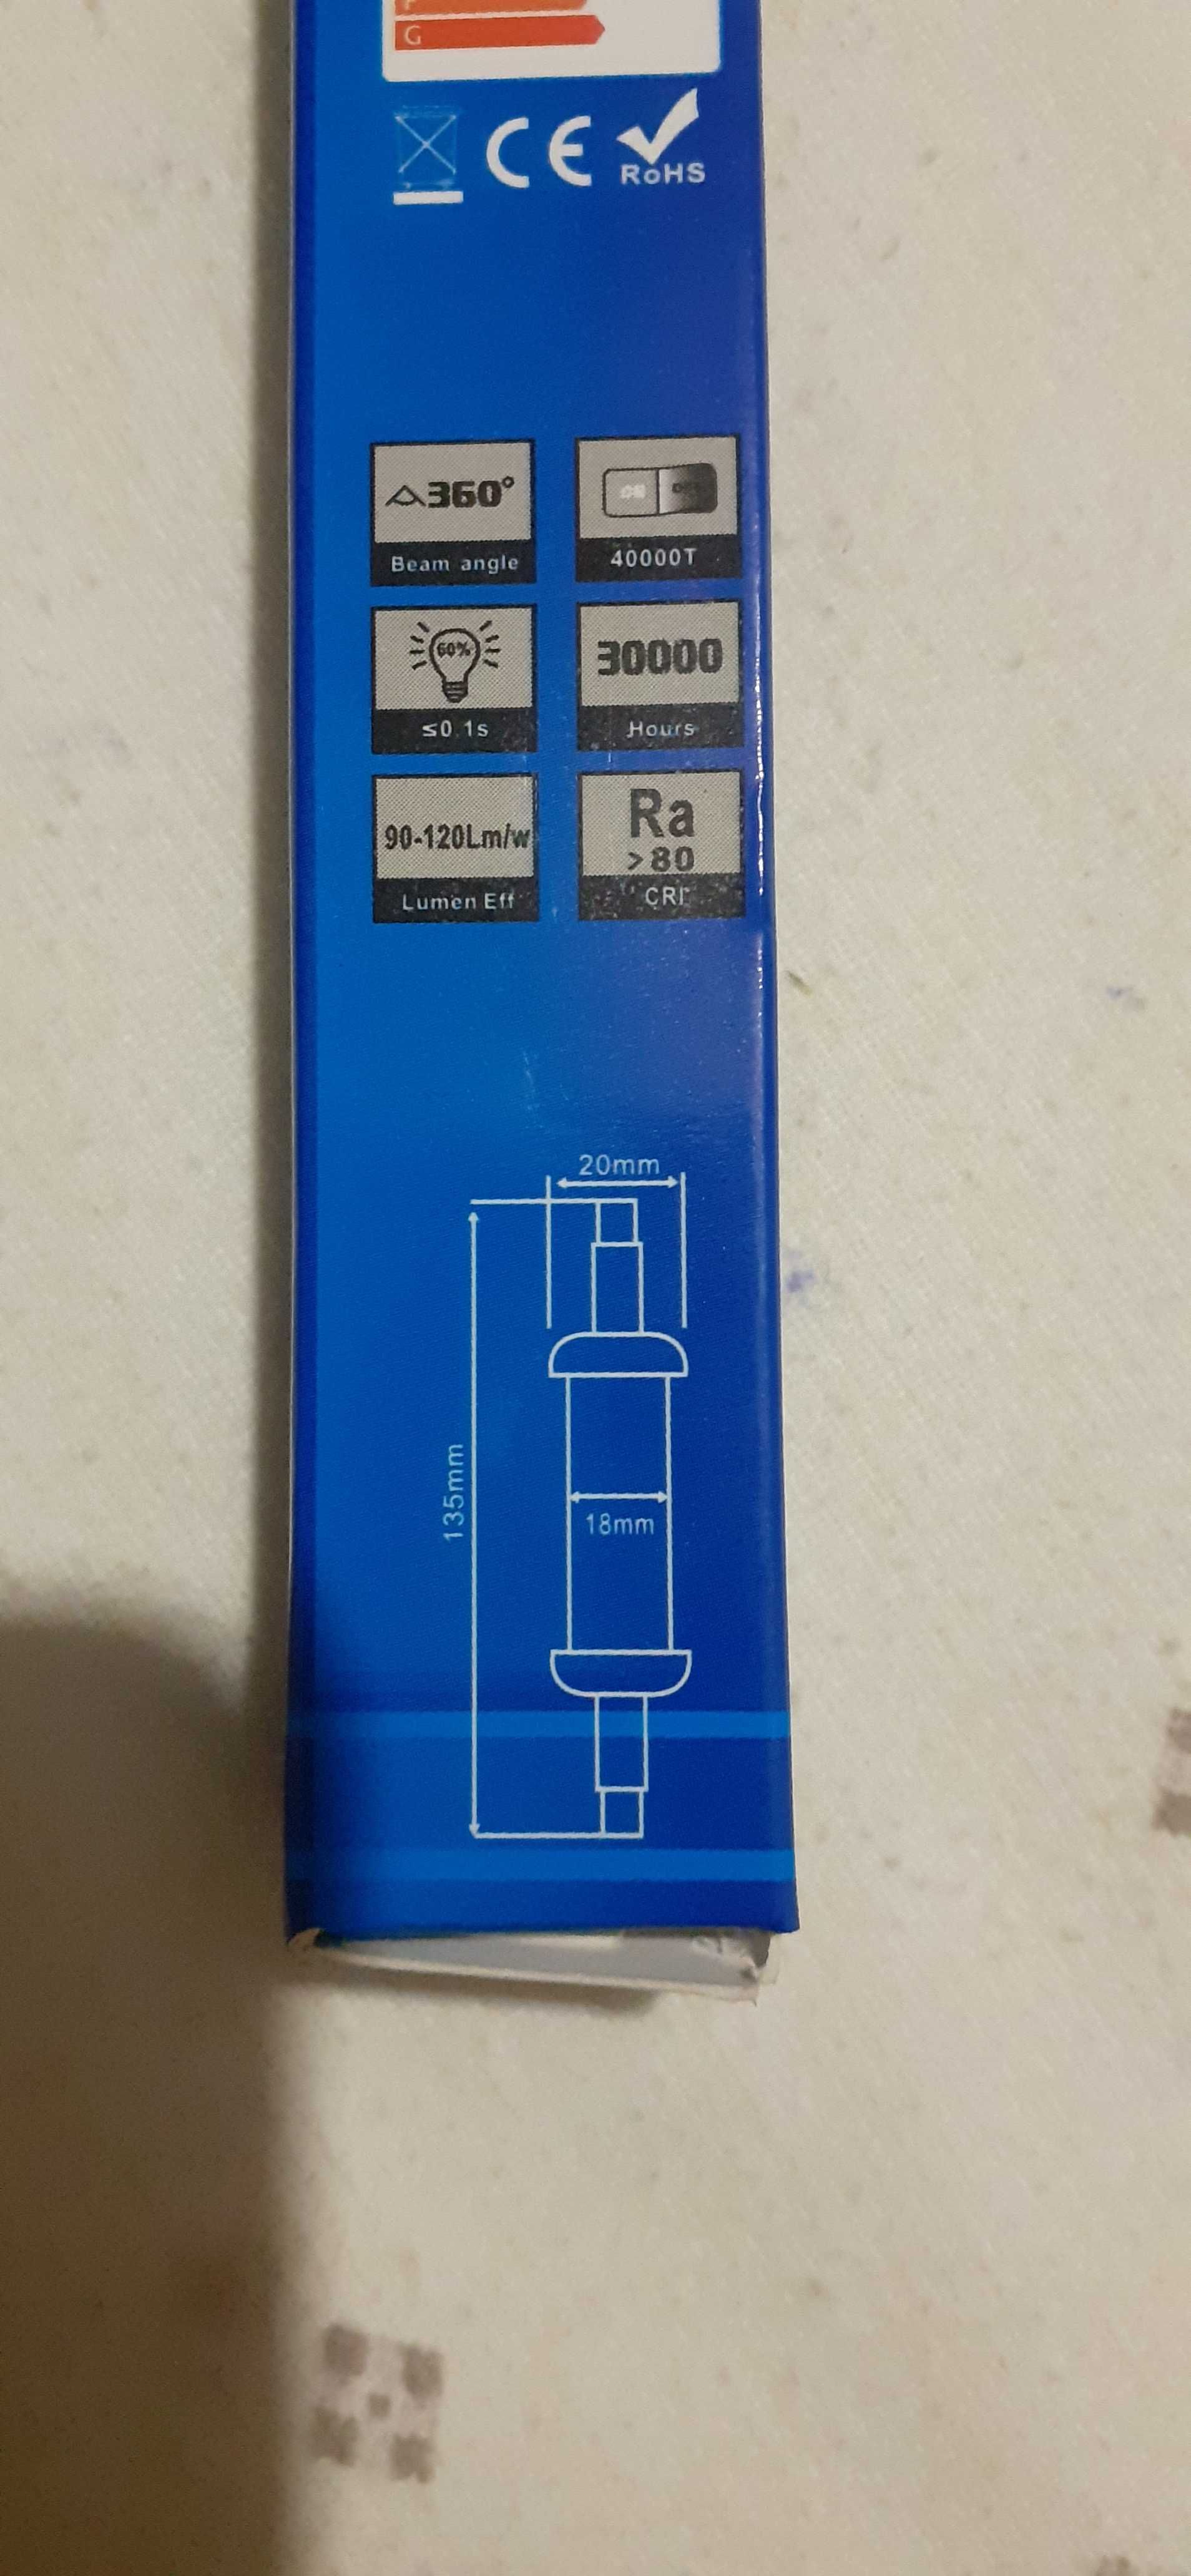 G
CE
RoHS
360°
Beam angle
40000T
60%
≤0.1s
30000
Hours
90-120Lm/w
Lumen Eff
Ra
>80
CRI
20mm
135mm
18mm